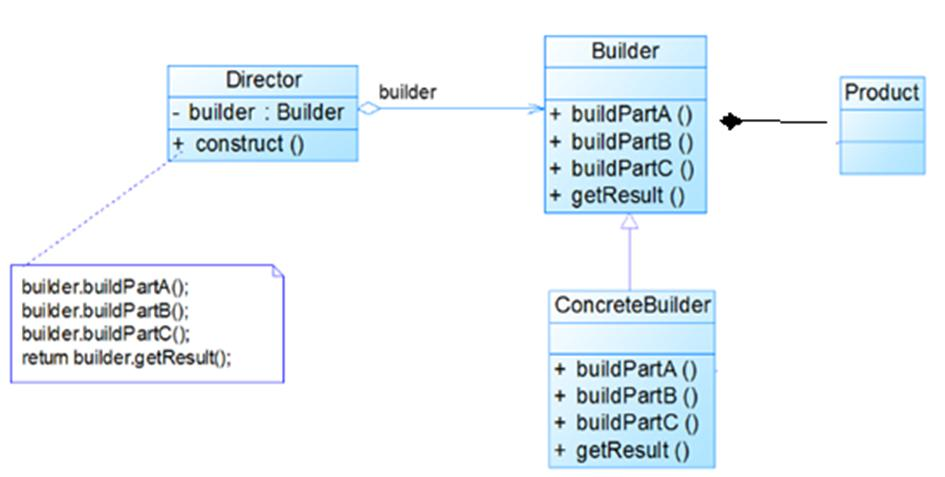 Director
- builder : Builder
+ construct ()
builder
Builder
+ buildPartA ()
+ buildPartB ()
+ buildPartC ()
+ getResult ()
Product
builder.buildPartA();
builder.buildPartB();
builder.buildPartC();
return builder.getResult();
ConcreteBuilder
+ buildPartA ()
+ buildPartB ()
+ buildPartC ()
+ getResult ()